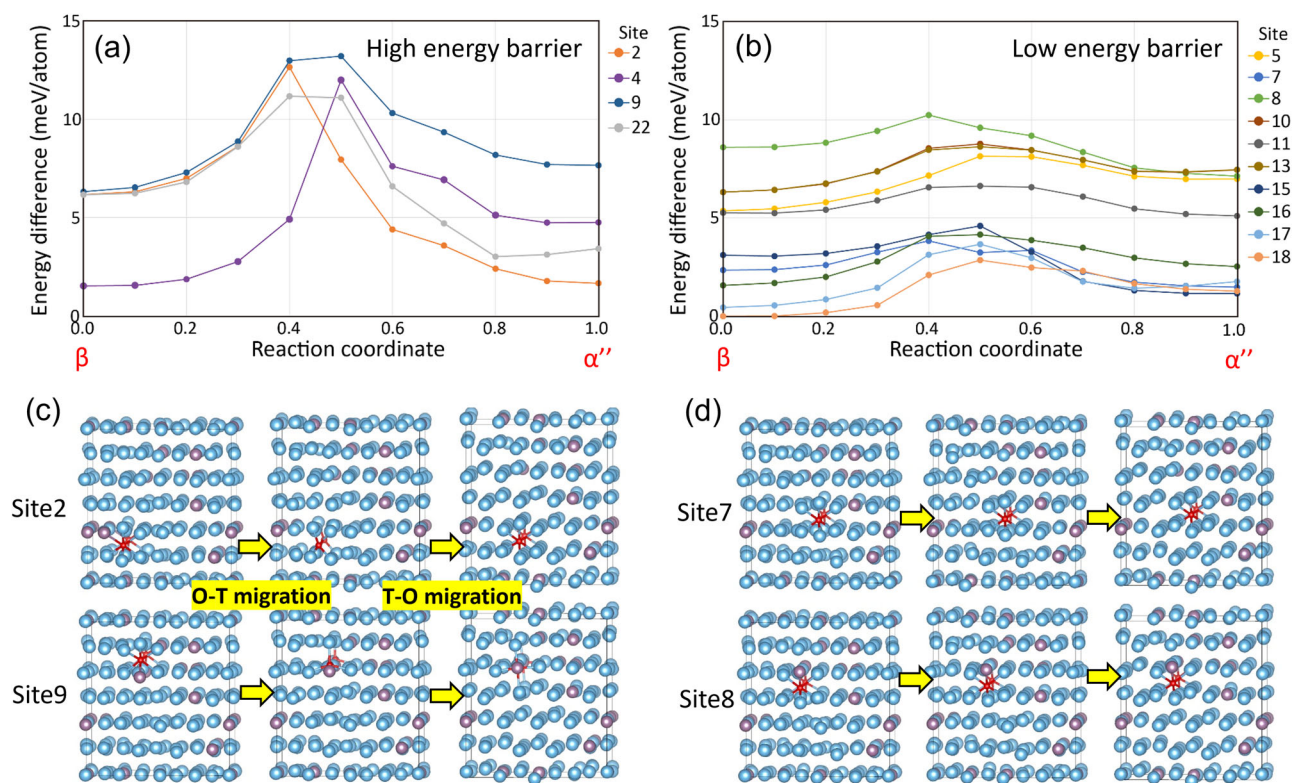 (a)
High energy barrier
Energy difference (meV/atom)
15
10
5
0
0.0 0.2 0.4 0.6 0.8 1.0
β Reaction coordinate α’’
Site
2
4
9
22
(b)
Low energy barrier
Energy difference (meV/atom)
15
10
5
0
0.0 0.2 0.4 0.6 0.8 1.0
β Reaction coordinate α’’
Site
5
7
8
10
11
13
15
16
17
18
(c)
Site2
O-T migration T-O migration
Site9
(d)
Site7
Site8